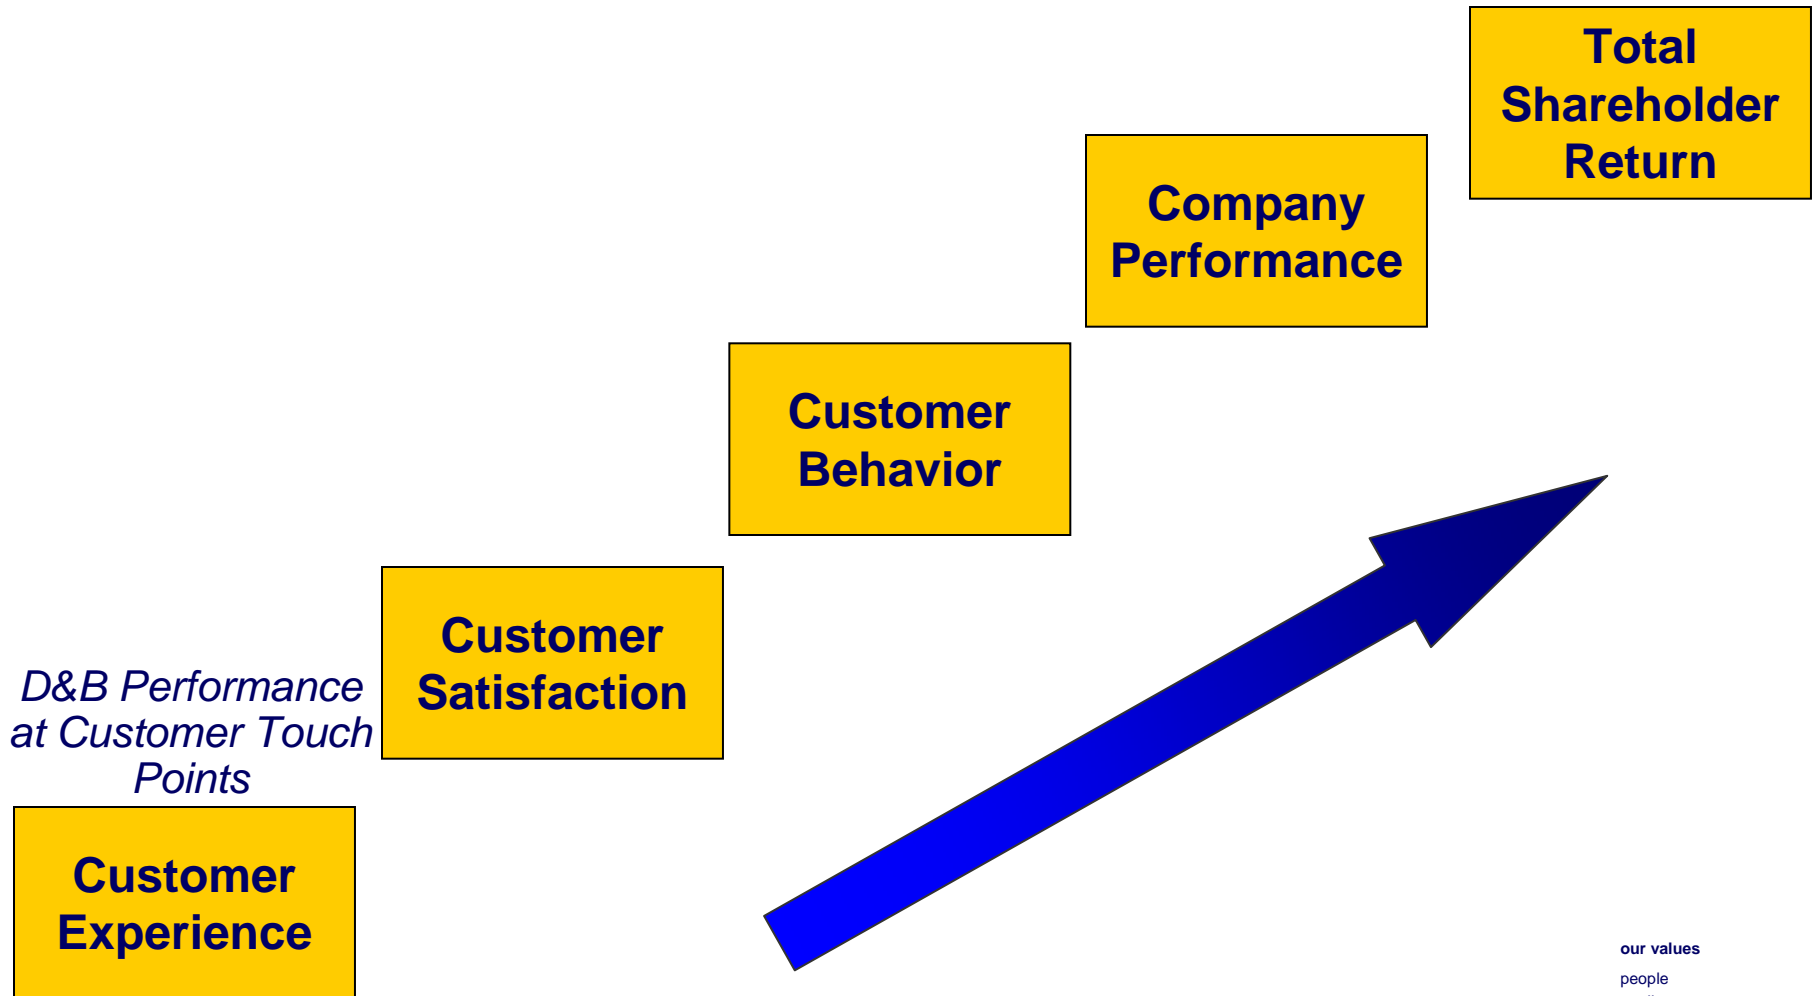 Total
Shareholder
Return
Company
Performance
Customer
Behavior
Customer
Satisfaction
D&B Performance
at Customer Touch
Points
Customer
Experience
our values
people